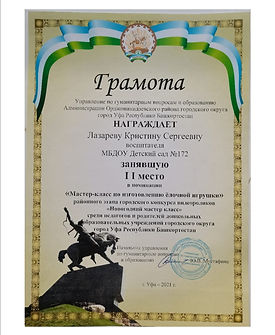 Грамота
Управление по гуманитарным вопросам и образованию
Администрации Орджоникидзевского района городского округа
город Уфа Республики Башкортостан
НАГРАЖДАЕТ
Лазареву Кристину Сергеевну
воспитателя
МБДОУ Детский сад №172
занявшую
II место
в номинации
«Мастер-класс по изготовлению ёлочной игрушки»
районного этапа городского конкурса видеороликов
«Новогодний мастер класс»
среди педагогов и родителей дошкольных
образовательных учреждений городского округа
город Уфа Республики Башкортостан
Начальник управления
по гуманитарным вопросам
и образованию
г. Уфа - 2021 г.